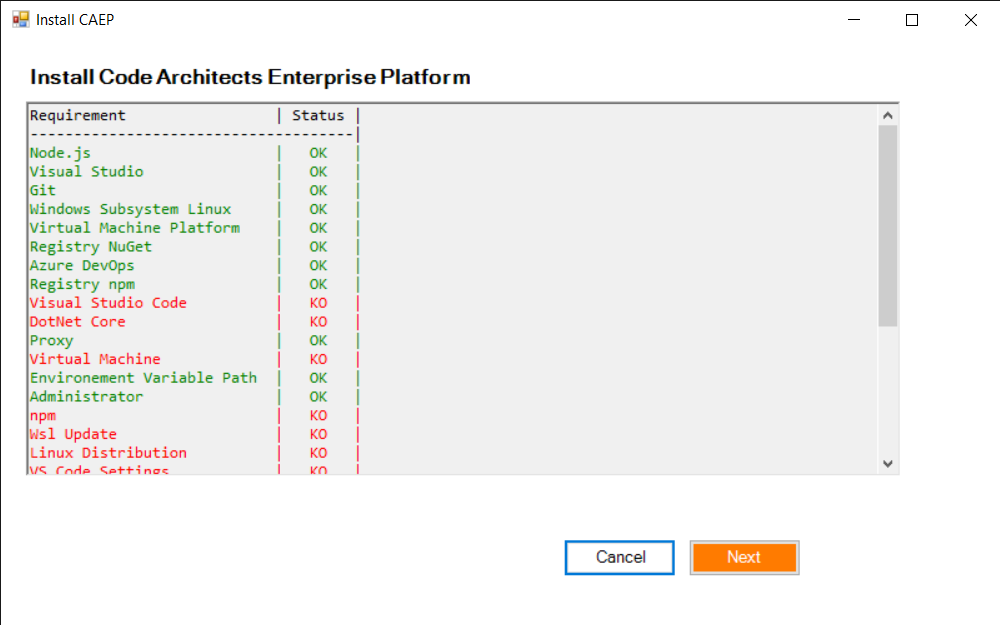 Install CAEP
Install Code Architects Enterprise Platform
Requirement | Status |
-------------------------------------|
Node.js | OK |
Visual Studio | OK |
Git | OK |
Windows Subsystem Linux | OK |
Virtual Machine Platform | OK |
Registry NuGet | OK |
Azure DevOps | OK |
Registry npm | OK |
Visual Studio Code | KO |
DotNet Core | KO |
Proxy | OK |
Virtual Machine | KO |
Environement Variable Path | OK |
Administrator | OK |
npm | KO |
Wsl Update | KO |
Linux Distribution | KO |
VS Code Settings | KO |
Cancel Next